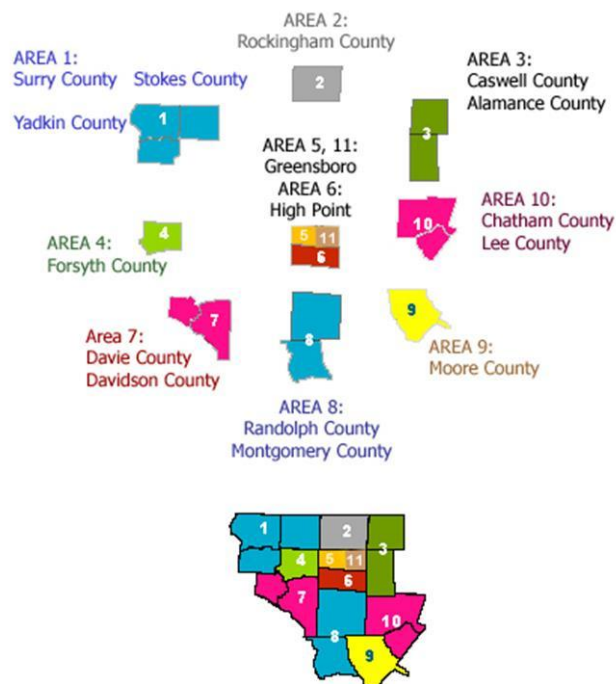 AREA 2:
Rockingham County
2
AREA 1:
Surry County Stokes County
Yadkin County
1
AREA 3:
Caswell County
Alamance County
3
AREA 5, 11:
Greensboro
AREA 6:
High Point
5 11
6
AREA 10:
Chatham County
Lee County
10
4
AREA 4:
Forsyth County
7
Area 7:
Davie County
Davidson County
8
AREA 8:
Randolph County
Montgomery County
9
AREA 9:
Moore County
1 2 3
4 5 11
6
7 10
8 9